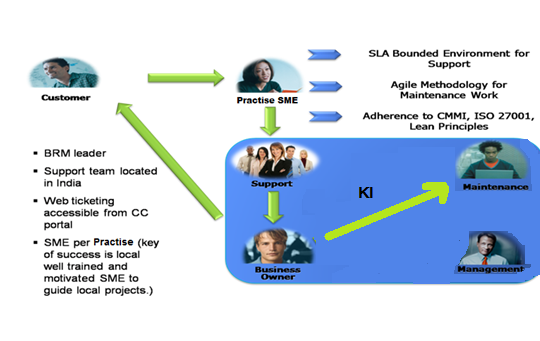 SLA Bounded Environment for
Support
Customer
Practise SME
Agile Methodology for
Maintenance Work
Adherence to CMMI, ISO 27001,
Lean Principles
▪ BRM leader
▪ Support team located
in India
▪ Web ticketing
accessible from CC
portal
▪ SME per Practise (key
of success is local
well trained and
motivated SME to
guide local projects.)
Support
KI
Maintenance
Business
Owner
Management